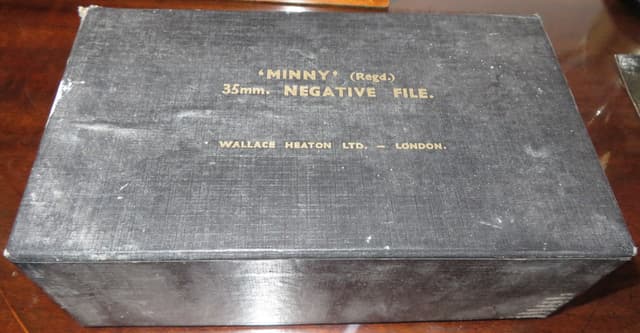 ‘MINNY’ (Regd.)
35mm. NEGATIVE FILE.
WALLACE HEATON LTD. — LONDON.